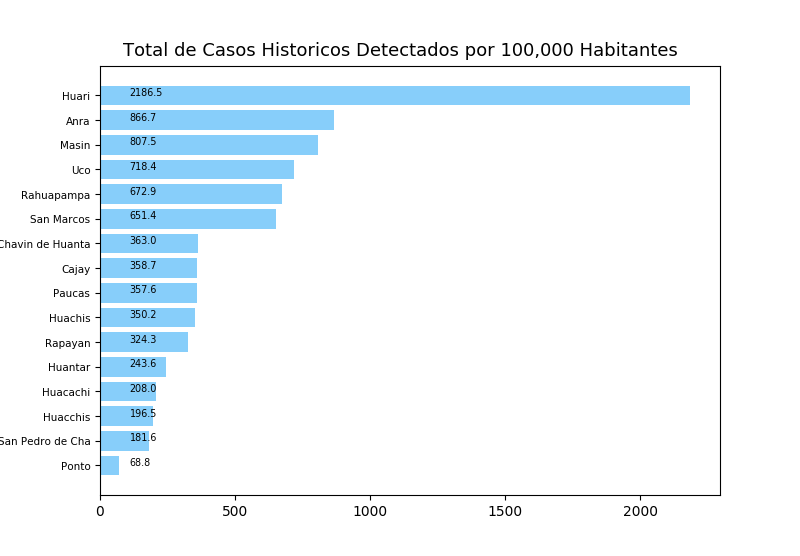 Total de Casos Historicos Detectados por 100,000 Habitantes
Huari 2186.5
Anra 866.7
Masin 807.5
Uco 718.4
Rahuapampa 672.9
San Marcos 651.4
Chavin de Huanta 363.0
Cajay 358.7
Paucas 357.6
Huachis 350.2
Rapayan 324.3
Huantar 243.6
Huacachi 208.0
Huacchis 196.5
San Pedro de Cha 181.6
Ponto 68.8
0 500 1000 1500 2000